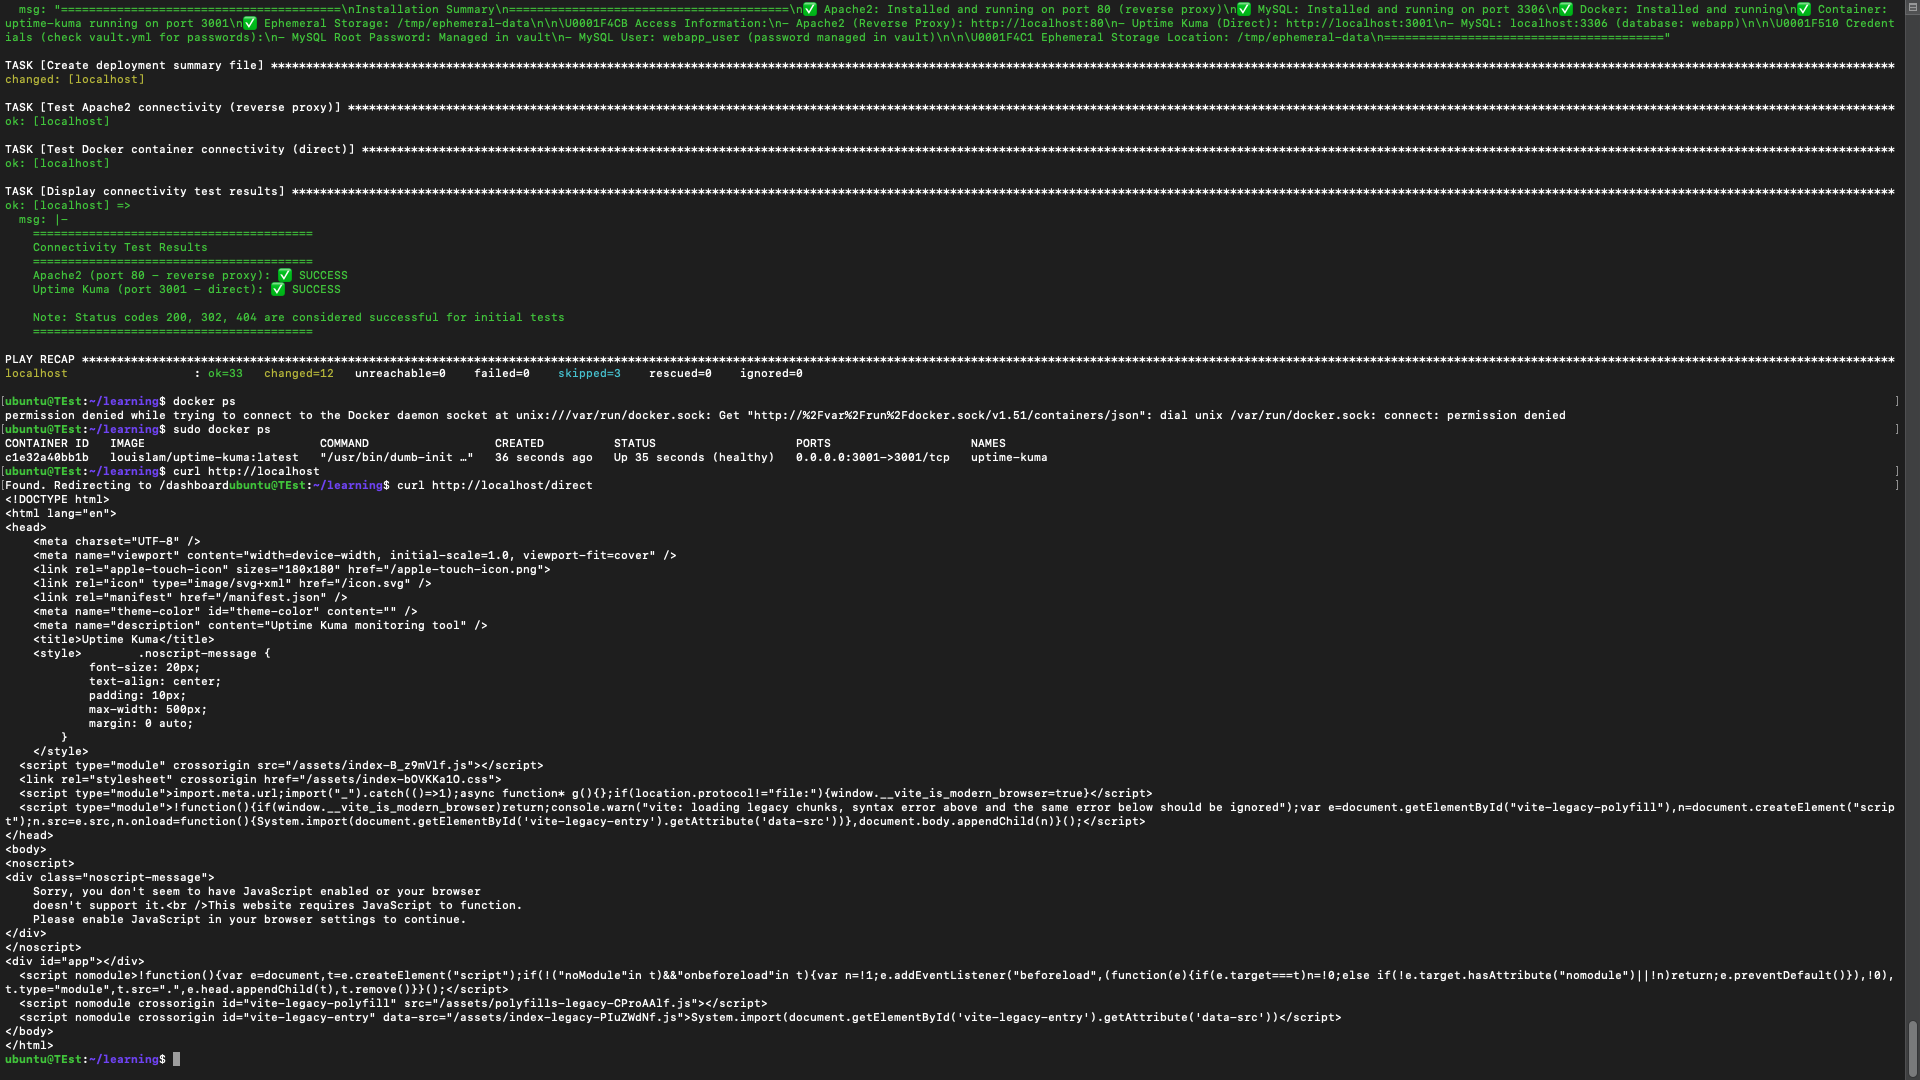 msg: "========================================\nInstallation Summary\n========================================\n✅ Apache2: Installed and running on port 80 (reverse proxy)\n✅ MySQL: Installed and running on port 3306\n✅ Docker: Installed and running\n✅ Container:
uptime-kuma running on port 3001\n✅ Ephemeral Storage: /tmp/ephemeral-data\n\n\U0001F4CB Access Information:\n- Apache2 (Reverse Proxy): http://localhost:80\n- Uptime Kuma (Direct): http://localhost:3001\n- MySQL: localhost:3306 (database: webapp)\n\n\U0001F510 Credent
ials (check vault.yml for passwords):\n- MySQL Root Password: Managed in vault\n- MySQL User: webapp_user (password managed in vault)\n\n\U0001F4C1 Ephemeral Storage Location: /tmp/ephemeral-data\n========================================"
TASK [Create deployment summary file] ****************************************************************************************************************************************************************************************************************************************
changed: [localhost]
TASK [Test Apache2 connectivity (reverse proxy)] *****************************************************************************************************************************************************************************************************************************
ok: [localhost]
TASK [Test Docker container connectivity (direct)] ***************************************************************************************************************************************************************************************************************************
ok: [localhost]
TASK [Display connectivity test results] *************************************************************************************************************************************************************************************************************************************
ok: [localhost] =>
msg: |-
========================================
Connectivity Test Results
========================================
Apache2 (port 80 - reverse proxy): ✅ SUCCESS
Uptime Kuma (port 3001 - direct): ✅ SUCCESS
Note: Status codes 200, 302, 404 are considered successful for initial tests
========================================
PLAY RECAP *******************************************************************************************************************************************************************************************************************************************************************
localhost : ok=33 changed=12 unreachable=0 failed=0 skipped=3 rescued=0 ignored=0
[ubuntu@TEst:~/learning$ docker ps ]
permission denied while trying to connect to the Docker daemon socket at unix:///var/run/docker.sock: Get "http://%2Fvar%2Frun%2Fdocker.sock/v1.51/containers/json": dial unix /var/run/docker.sock: connect: permission denied
[ubuntu@TEst:~/learning$ sudo docker ps ]
CONTAINER ID IMAGE COMMAND CREATED STATUS PORTS NAMES
c1e32a40bb1b louislam/uptime-kuma:latest "/usr/bin/dumb-init …" 36 seconds ago Up 35 seconds (healthy) 0.0.0.0:3001->3001/tcp uptime-kuma
[ubuntu@TEst:~/learning$ curl http://localhost ]
[Found. Redirecting to /dashboardubuntu@TEst:~/learning$ curl http://localhost/direct ]
<!DOCTYPE html>
<html lang="en">
<head>
<meta charset="UTF-8" />
<meta name="viewport" content="width=device-width, initial-scale=1.0, viewport-fit=cover" />
<link rel="apple-touch-icon" sizes="180x180" href="/apple-touch-icon.png">
<link rel="icon" type="image/svg+xml" href="/icon.svg" />
<link rel="manifest" href="/manifest.json" />
<meta name="theme-color" id="theme-color" content="" />
<meta name="description" content="Uptime Kuma monitoring tool" />
<title>Uptime Kuma</title>
<style> .noscript-message {
font-size: 20px;
text-align: center;
padding: 10px;
max-width: 500px;
margin: 0 auto;
}
</style>
<script type="module" crossorigin src="/assets/index-B_z9mVlf.js"></script>
<link rel="stylesheet" crossorigin href="/assets/index-bOVKKa1O.css">
<script type="module">import.meta.url;import("_").catch(()=>1);async function* g(){};if(location.protocol!="file:"){window.__vite_is_modern_browser=true}</script>
<script type="module">!function(){if(window.__vite_is_modern_browser)return;console.warn("vite: loading legacy chunks, syntax error above and the same error below should be ignored");var e=document.getElementById("vite-legacy-polyfill"),n=document.createElement("scrip
t");n.src=e.src,n.onload=function(){System.import(document.getElementById('vite-legacy-entry').getAttribute('data-src'))},document.body.appendChild(n)}();</script>
</head>
<body>
<noscript>
<div class="noscript-message">
Sorry, you don't seem to have JavaScript enabled or your browser
doesn't support it.<br />This website requires JavaScript to function.
Please enable JavaScript in your browser settings to continue.
</div>
</noscript>
<div id="app"></div>
<script nomodule>!function(){var e=document,t=e.createElement("script");if(!("noModule"in t)&&"onbeforeload"in t){var n=!1;e.addEventListener("beforeload",(function(e){if(e.target===t)n=!0;else if(!e.target.hasAttribute("nomodule")||!n)return;e.preventDefault()}),!0),
t.type="module",t.src=".",e.head.appendChild(t),t.remove()}}();</script>
<script nomodule crossorigin id="vite-legacy-polyfill" src="/assets/polyfills-legacy-CProAAlf.js"></script>
<script nomodule crossorigin id="vite-legacy-entry" data-src="/assets/index-legacy-PIuZWdNf.js">System.import(document.getElementById('vite-legacy-entry').getAttribute('data-src'))</script>
</body>
</html>
ubuntu@TEst:~/learning$